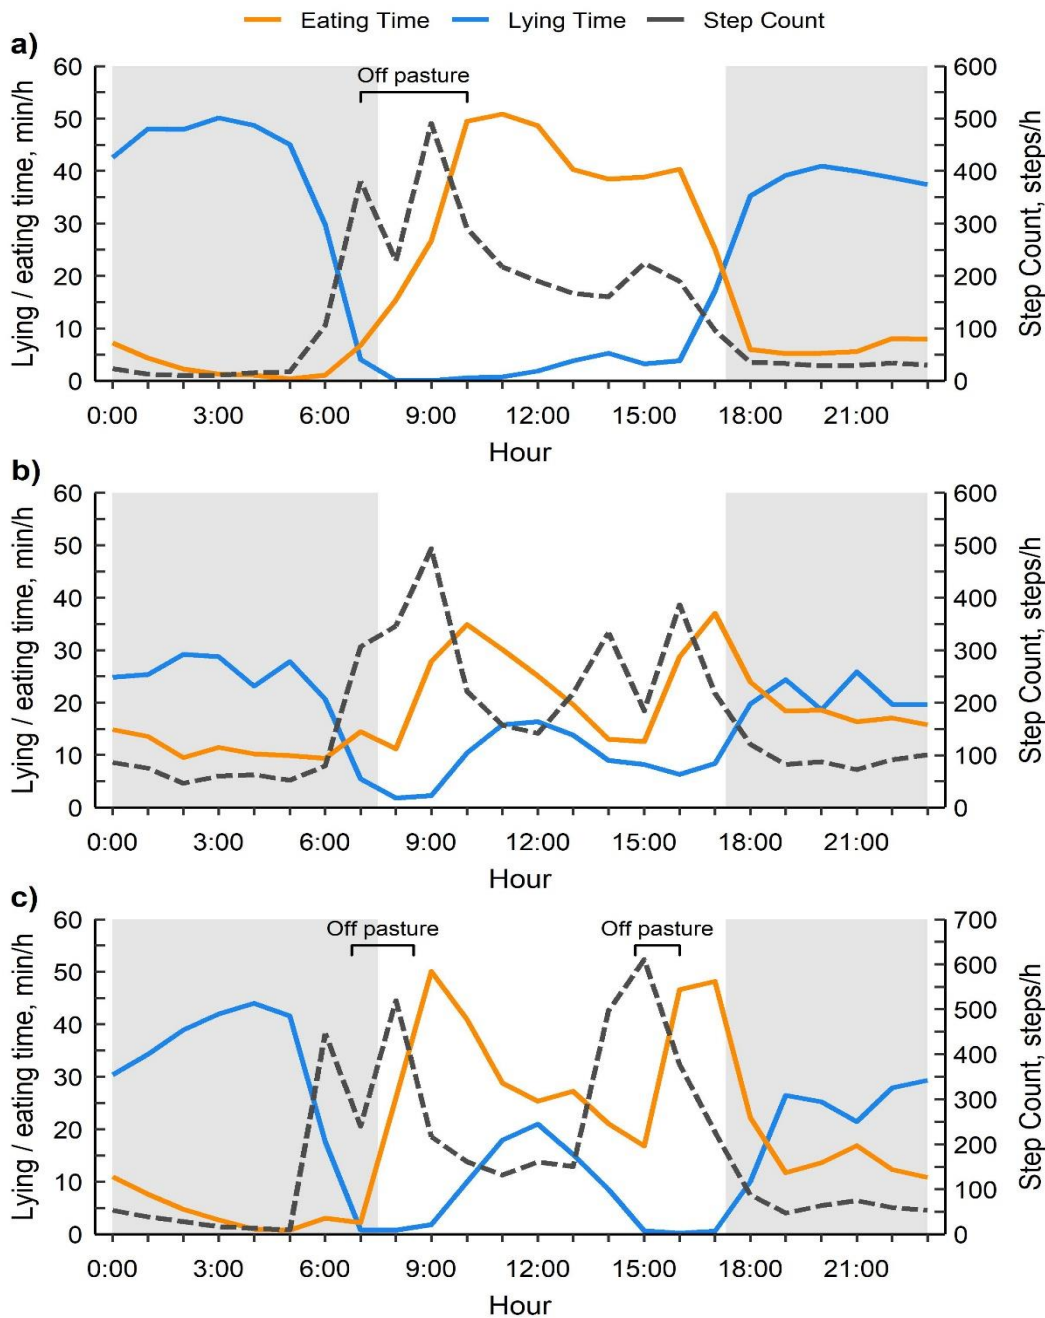 Eating Time Lying Time Step Count
a)
Off pasture
60 600
50 500
40 400
30 300
20 200
10 100
0 0
Lying / eating time, min/h
Step Count, steps/h
0:00 3:00 6:00 9:00 12:00 15:00 18:00 21:00
Hour
b)
60 600
50 500
40 400
30 300
20 200
10 100
0 0
Lying / eating time, min/h
Step Count, steps/h
0:00 3:00 6:00 9:00 12:00 15:00 18:00 21:00
Hour
c)
Off pasture Off pasture
60 700
50 600
40 500
30 400
20 300
10 200
0 100
0
Lying / eating time, min/h
Step Count, steps/h
0:00 3:00 6:00 9:00 12:00 15:00 18:00 21:00
Hour